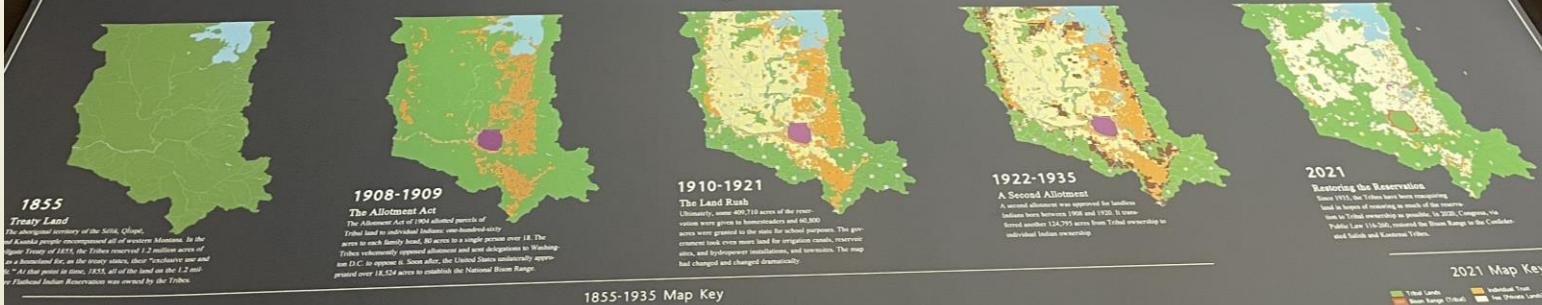 1855
Treaty Land
The aboriginal territory of the Séliš, Qlispé,
nd Ksanka people encompassed all of western Montana. In the
llgate Treaty of 1855, the Tribes reserved 1.2 million acres of
as a homeland for, as the treaty states, their "exclusive use and
At that point in time, 1855, all of the land on the 1.2 mil-
re Flathead Indian Reservation was owned by the Tribes.
1908-1909
The Allotment Act
The Allotment Act of 1904 allotted parcels of
Tribal land to individual Indians: one-hundred-sixty
acres to each family head, 80 acres to a single person over 18. The
Tribes vehemently opposed allotment and sent delegations to Washing-
ton D.C. to oppose it. Soon after, the United States unilaterally appro-
priated over 18,524 acres to establish the National Bison Range.
1910-1921
The Land Rush
Ultimately, some 409,710 acres of the reser-
vation were given to homesteaders and 60,800
acres were granted to the state for school purposes. The gov-
ernment took even more land for irrigation canals, reservoir
sites, and hydropower installations, and townsites. The map
had changed and changed dramatically.
1922-1935
A Second Allotment
A second allotment was approved for landless
Indians born between 1908 and 1920. It trans-
ferred another 124,795 acres from Tribal ownership to
individual Indian ownership.
2021
Restoring the Reservation
Since 1935, the Tribes have been reacquiring
land in hopes of restoring as much of the reserva-
tion to Tribal ownership as possible. In 2020, Congress, via
Public Law 116-260, restored the Bison Range to the Confeder-
ated Salish and Kootenai Tribes.
1855-1935 Map Key
2021 Map Key
Tribal Lands
Bison Range (Tribal)
Individual Trust
Fee (Private Lands)